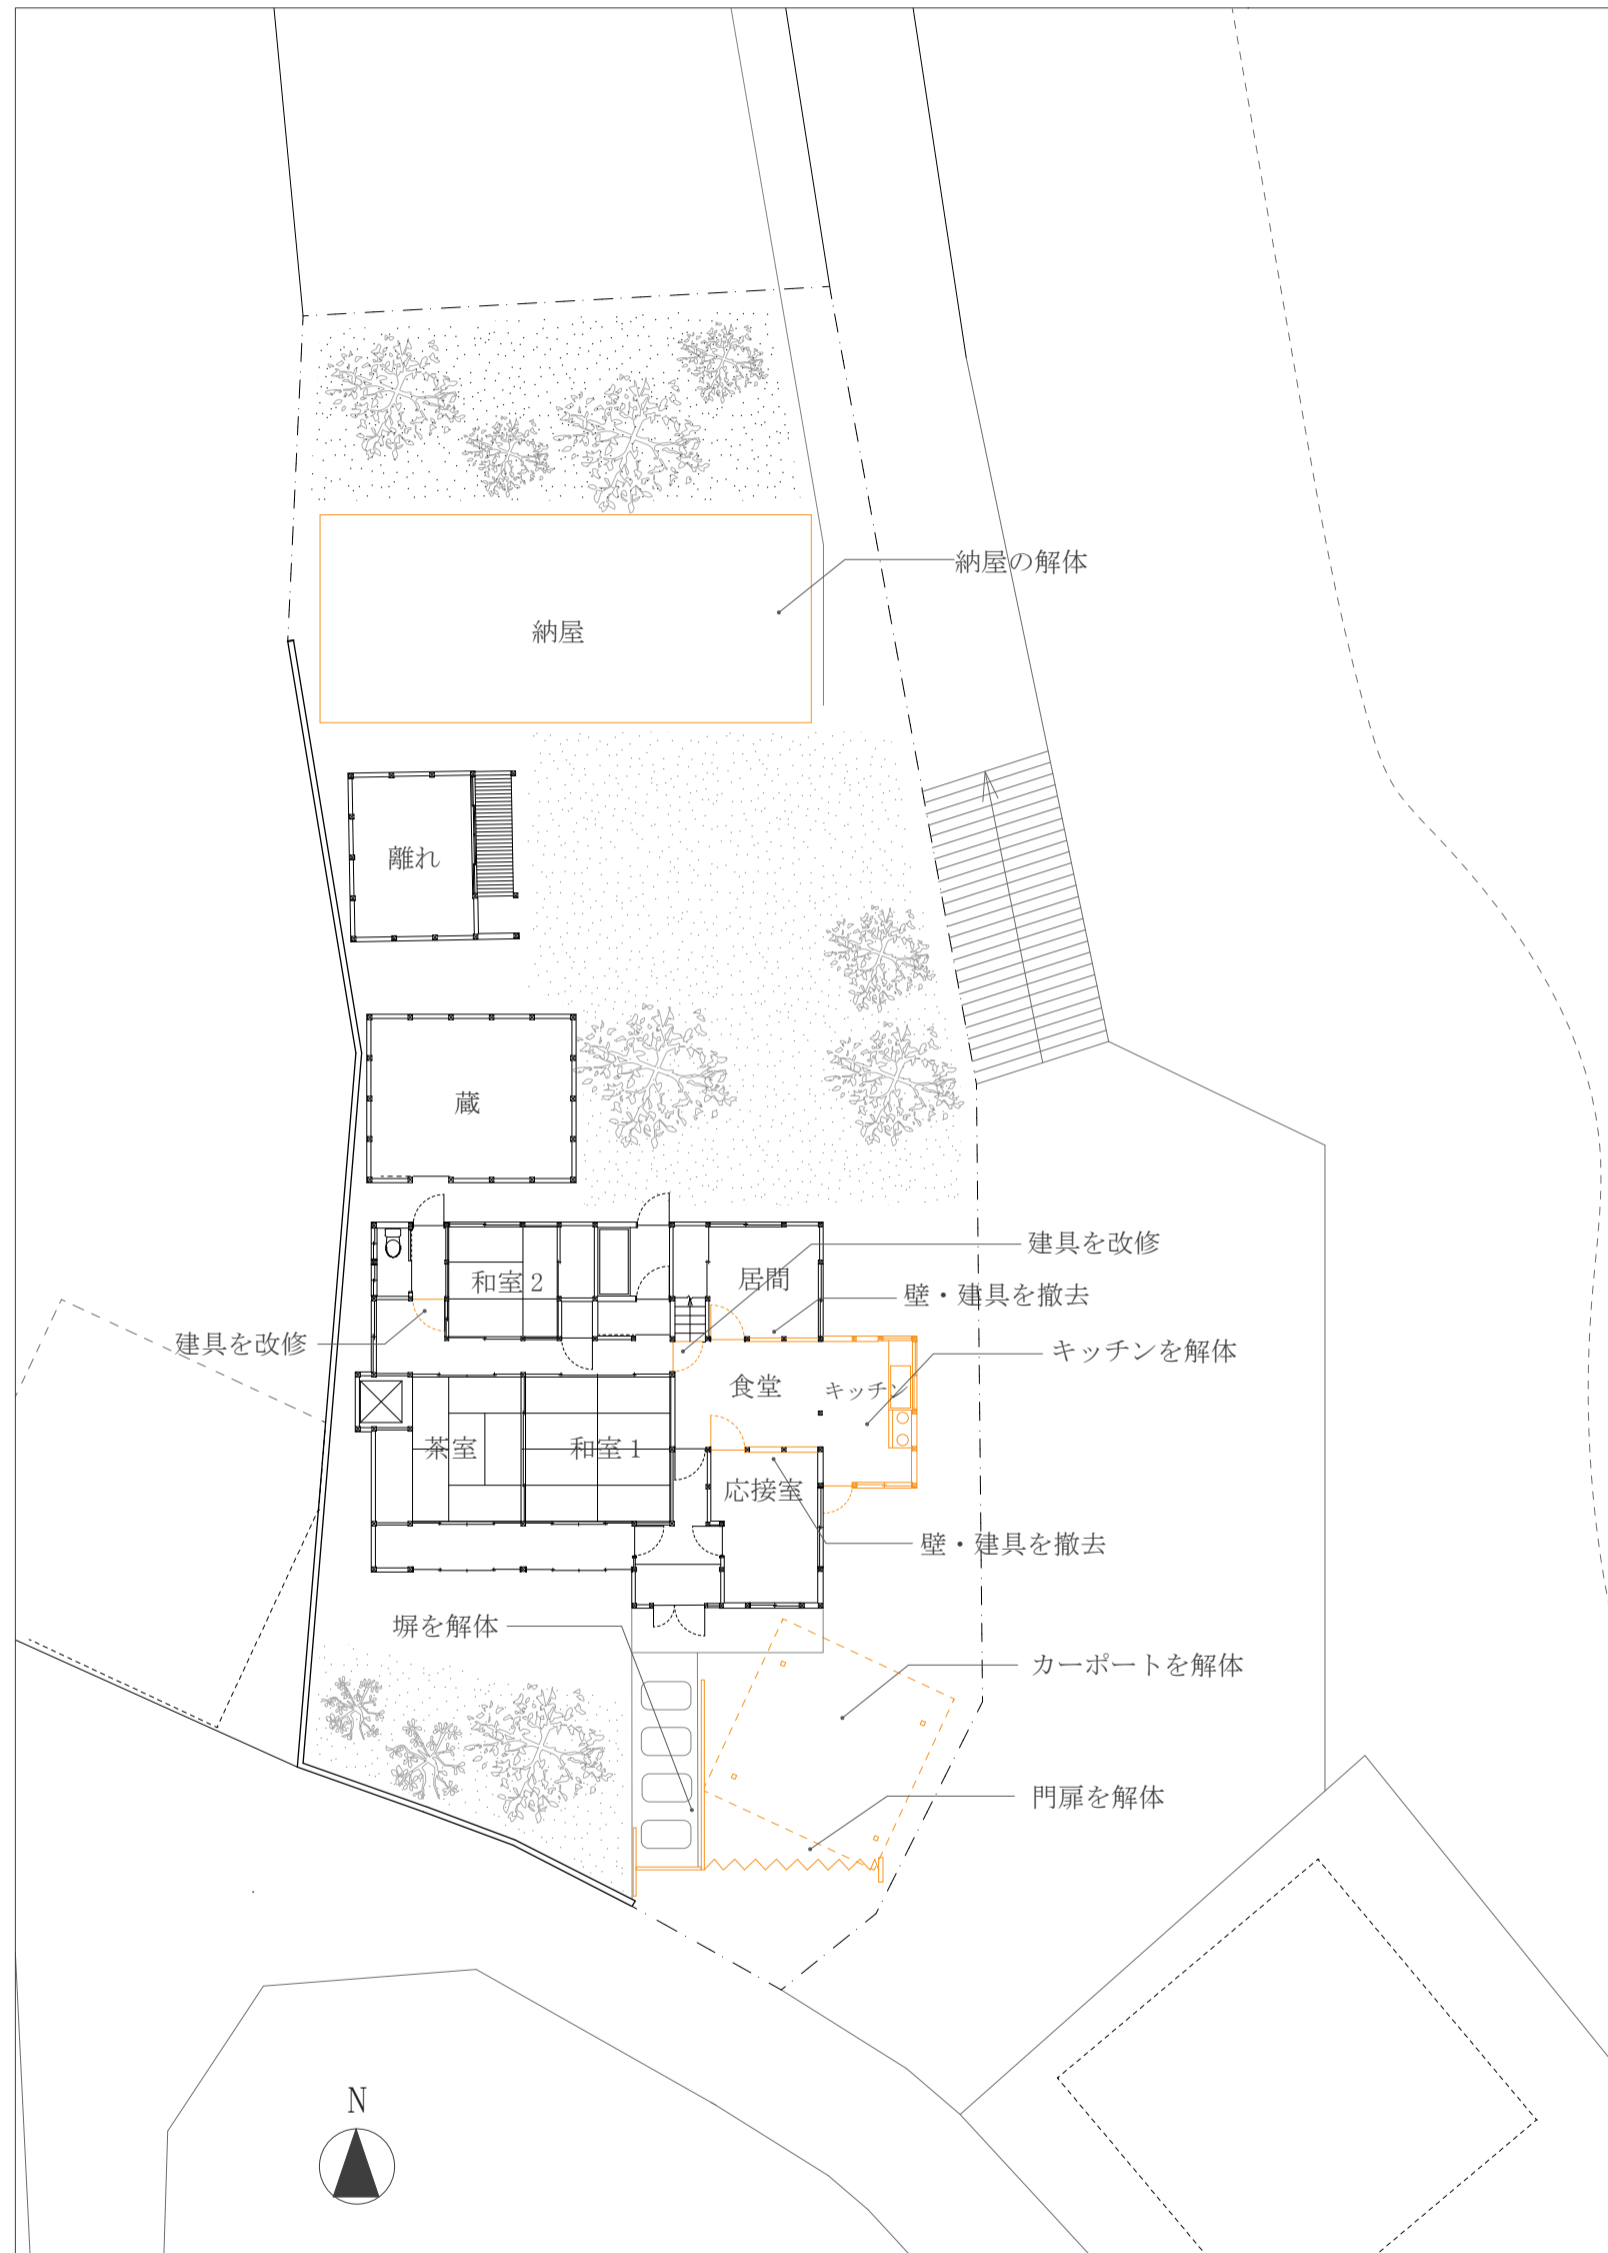 納屋の解体
納屋
離れ
蔵
建具を改修
和室 2
居間
壁・建具を撤去
建具を改修
キッチンを解体
食堂
キッチン
茶室
和室 1
応接室
壁・建具を撤去
塀を解体
カーポートを解体
門扉を解体
N